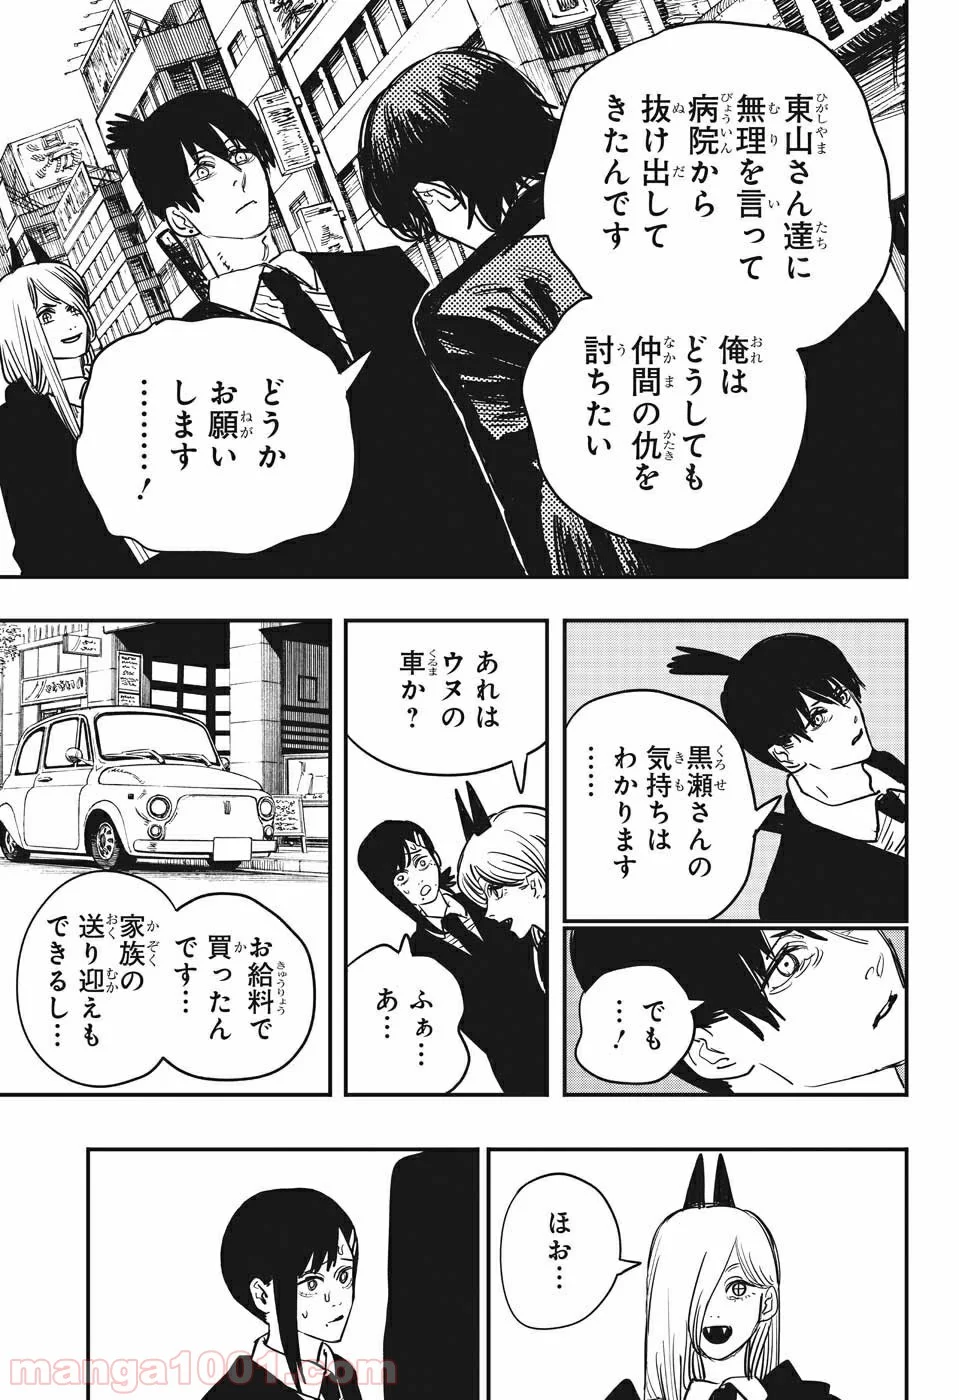 東山さん達に
無理を言って
病院から
抜け出して
きたんです
俺は
どうしても
仲間の仇を
討ちたい
どうか
お願い
します
………！
黒瀬さんの
気持ちは
わかります
……
でも
…！
あれは
ウヌの
車か？
ふぁ…
あ…
お給料で
買ったん
です…
家族の
送り迎えも
できるし…
ほお…
manga1001.com